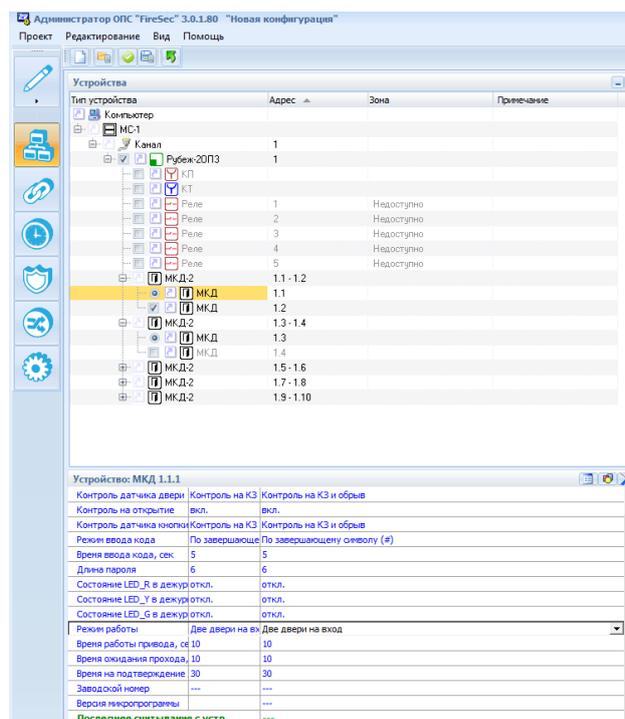 Администратор ОПС "FireSec" 3.0.1.80 "Новая конфигурация"
Проект Редактирование Вид Помощь
Устройства
Тип устройства Адрес Зона Примечание
Компьютер
МС-1
Канал 1
Рубеж-2ОП3 1
КП
КТ
Реле 1 Недоступно
Реле 2 Недоступно
Реле 3 Недоступно
Реле 4 Недоступно
Реле 5 Недоступно
МКД-2 1.1 - 1.2
МКД 1.1
МКД 1.2
МКД-2 1.3 - 1.4
МКД 1.3
МКД 1.4
МКД-2 1.5 - 1.6
МКД-2 1.7 - 1.8
МКД-2 1.9 - 1.10
Устройство: МКД 1.1.1
Контроль датчика двери Контроль на КЗ Контроль на КЗ и обрыв
Контроль на открытие вкл. вкл.
Контроль датчика кнопки Контроль на КЗ Контроль на КЗ и обрыв
Режим ввода кода По завершающе По завершающему символу (#)
Время ввода кода, сек 5 5
Длина пароля 6 6
Состояние LED_R в дежур откл. откл.
Состояние LED_Y в дежур откл. откл.
Состояние LED_G в дежур откл. откл.
Режим работы Две двери на вх Две двери на вход
Время работы привода, се 10 10
Время ожидания прохода, 10 10
Время на подтверждение 30 30
Заводской номер --- ---
Версия микропрограммы --- ---
Последнее считывание с устр ---